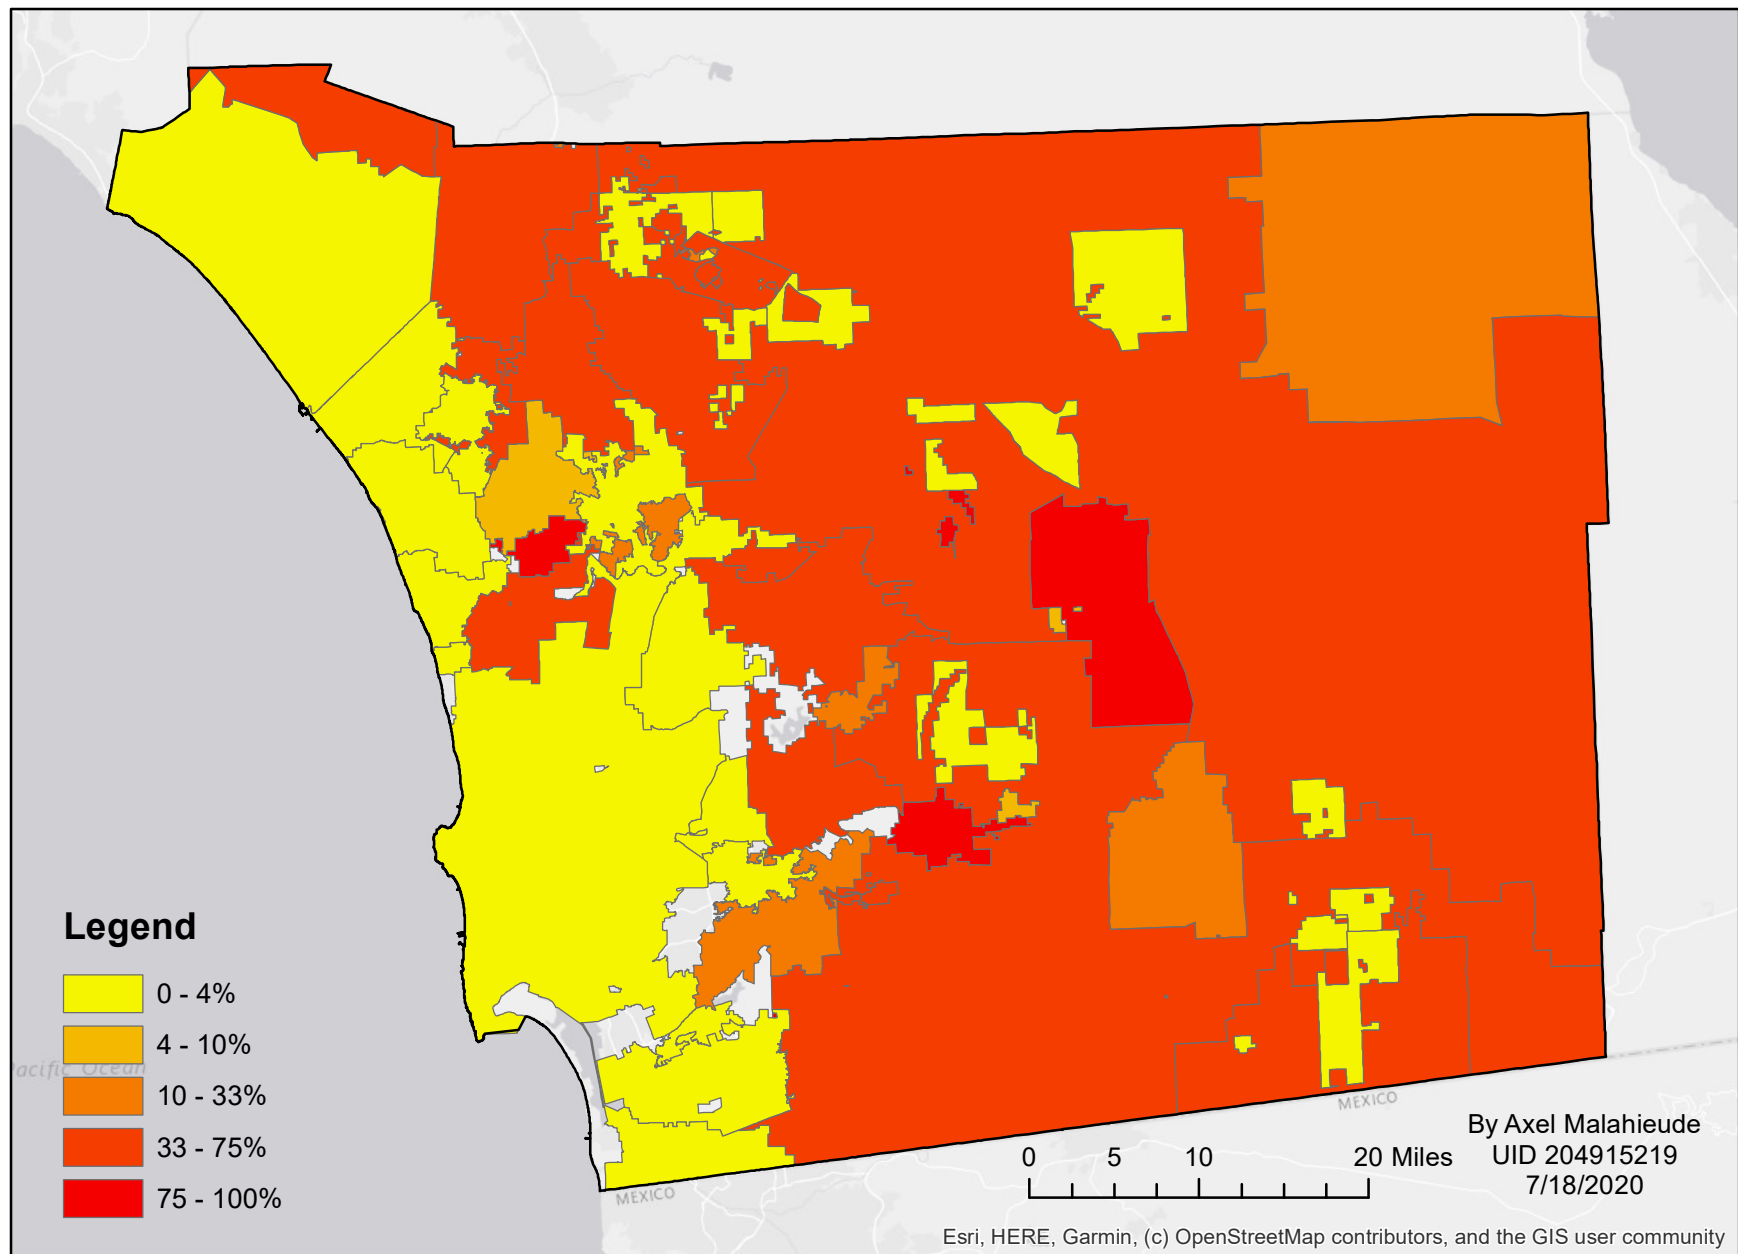 Legend
0 - 4%
4 - 10%
10 - 33%
33 - 75%
75 - 100%
Pacific Ocean
MEXICO
MEXICO
0 5 10 20 Miles
By Axel Malahieude
UID 204915219
7/18/2020
Esri, HERE, Garmin, (c) OpenStreetMap contributors, and the GIS user community